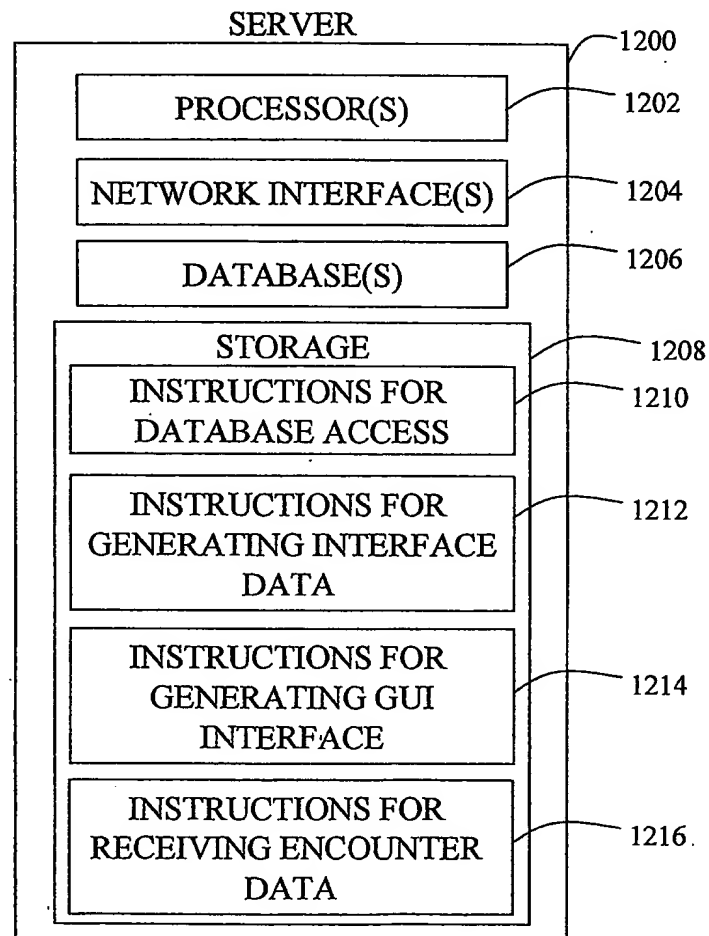 SERVER
1200
PROCESSOR(S)
1202
NETWORK INTERFACE(S)
1204
DATABASE(S)
1206
STORAGE
1208
INSTRUCTIONS FOR
DATABASE ACCESS
1210
INSTRUCTIONS FOR
GENERATING INTERFACE
DATA
1212
INSTRUCTIONS FOR
GENERATING GUI
INTERFACE
1214
INSTRUCTIONS FOR
RECEIVING ENCOUNTER
DATA
1216